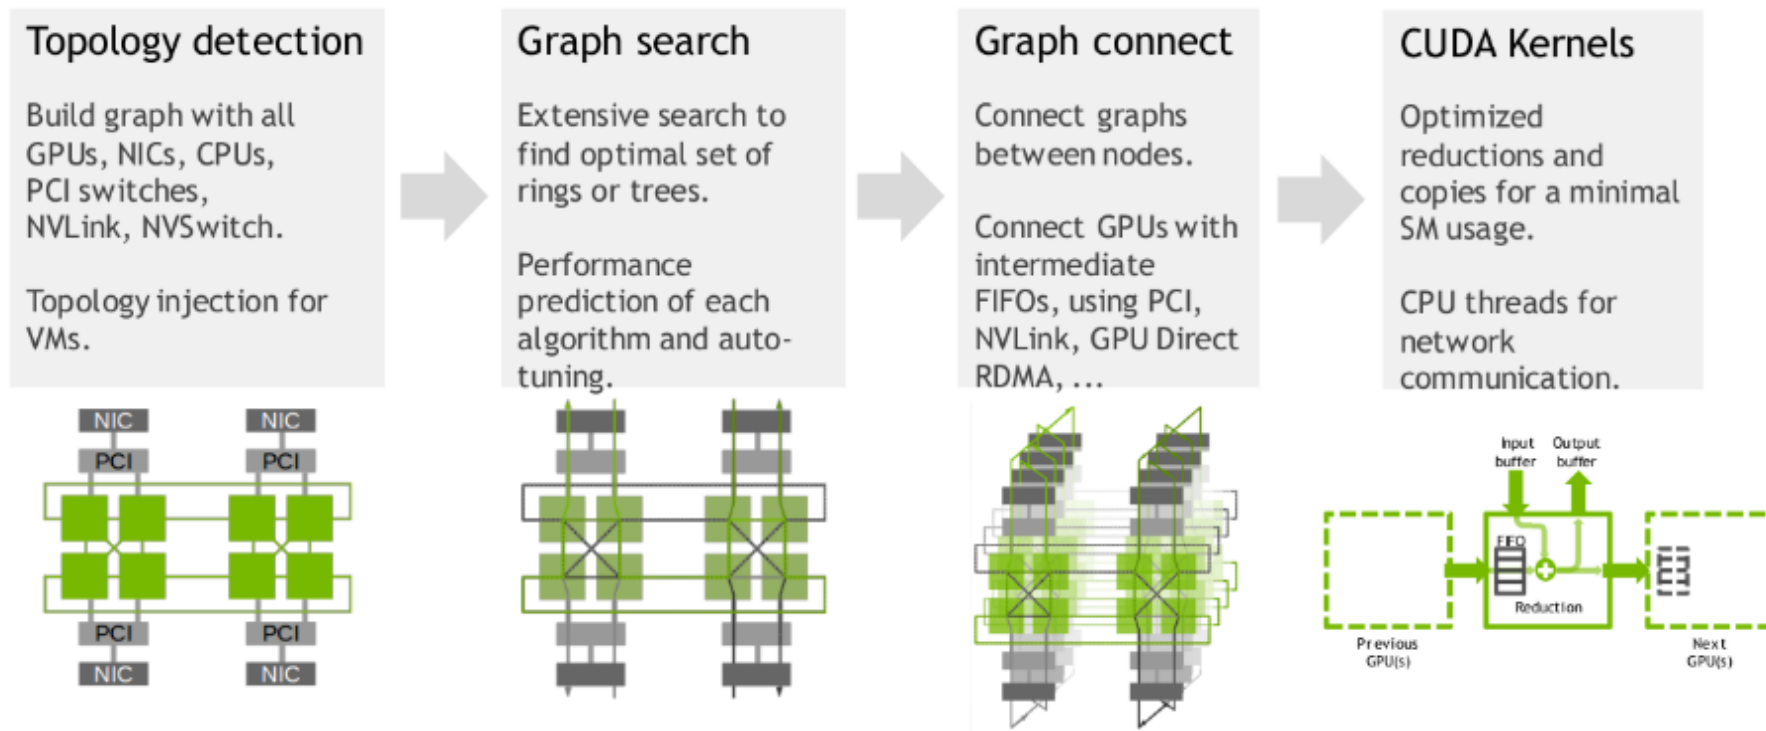 Topology detection
Build graph with all
GPUs, NICs, CPUs,
PCI switches,
NVLink, NVSwitch.
Topology injection for
VMs.
Graph search
Extensive search to
find optimal set of
rings or trees.
Performance
prediction of each
algorithm and auto-
tuning.
Graph connect
Connect graphs
between nodes.
Connect GPUs with
intermediate
FIFOs, using PCI,
NVLink, GPU Direct
RDMA, ...
CUDA Kernels
Optimized
reductions and
copies for a minimal
SM usage.
CPU threads for
network
communication.
NIC
NIC
PCI
PCI
PCI
PCI
NIC
NIC
Input
buffer
Output
buffer
FIFO
Reduction
Previous
GPU(s)
Next
GPU(s)